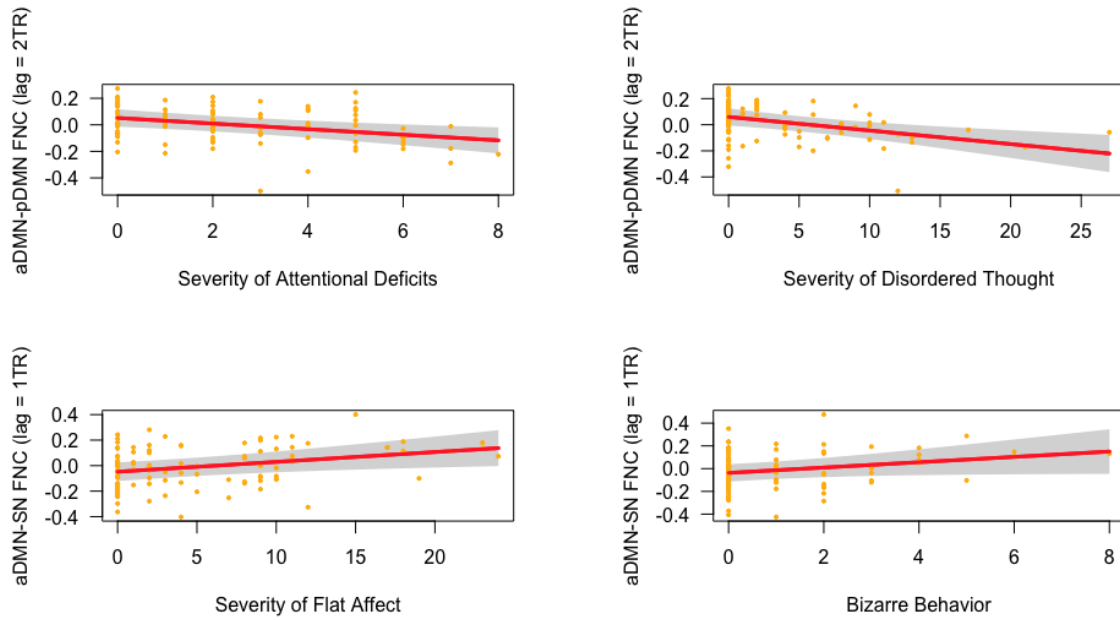 aDMN-pDMN FNC (lag = 2TR)
0.2
0.0
-0.2
-0.4
0 2 4 6 8
Severity of Attentional Deficits
aDMN-pDMN FNC (lag = 2TR)
0.2
0.0
-0.2
-0.4
0 5 10 15 20 25
Severity of Disordered Thought
aDMN-SN FNC (lag = 1TR)
0.4
0.2
0.0
-0.2
-0.4
0 5 10 15 20
Severity of Flat Affect
aDMN-SN FNC (lag = 1TR)
0.4
0.2
0.0
-0.2
-0.4
0 2 4 6 8
Bizarre Behavior